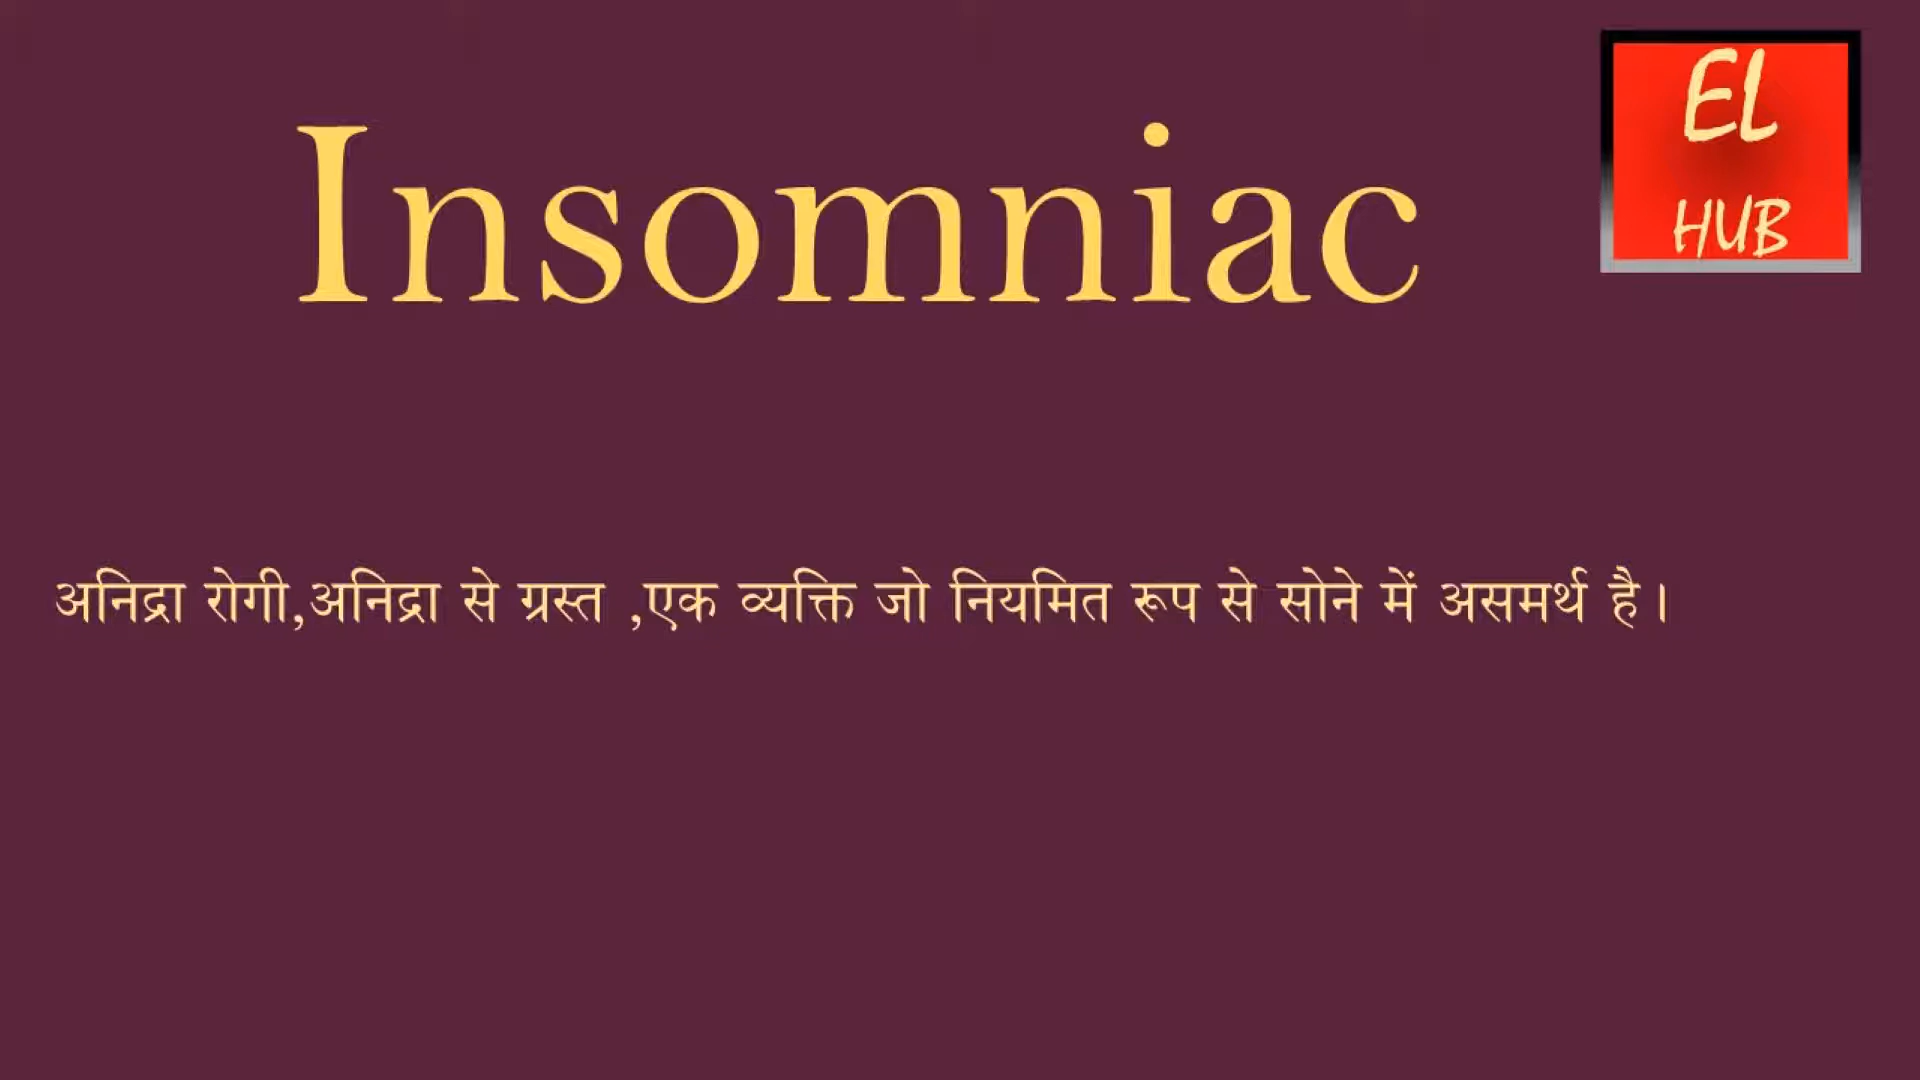 Insomniac
EL
HUB
अनिद्रा रोगी,अनिद्रा से ग्रस्त ,एक व्यक्ति जो नियमित रूप से सोने में असमर्थ है।